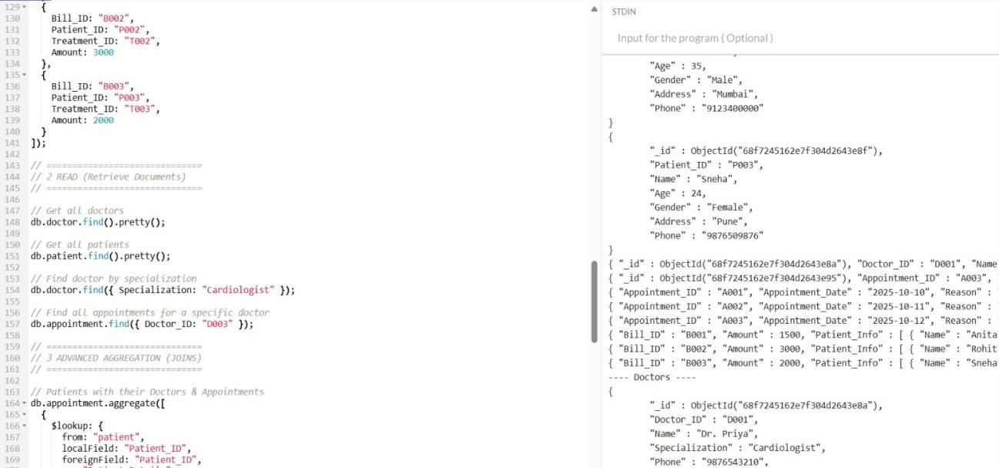 129 {
130 Bill_ID: "B002",
131 Patient_ID: "P002",
132 Treatment_ID: "T002",
133 Amount: 3000
134 },
135 {
136 Bill_ID: "B003",
137 Patient_ID: "P003",
138 Treatment_ID: "T003",
139 Amount: 2000
140 }
141 ]);
142
143 // ==============================
144 // 2 READ (Retrieve Documents)
145 // ==============================
146
147 // Get all doctors
148 db.doctor.find().pretty();
149
150 // Get all patients
151 db.patient.find().pretty();
152
153 // Find doctor by specialization
154 db.doctor.find({ Specialization: "Cardiologist" });
155
156 // Find all appointments for a specific doctor
157 db.appointment.find({ Doctor_ID: "D003" });
158
159 // ==============================
160 // 3 ADVANCED AGGREGATION (JOINS)
161 // ==============================
162
163 // Patients with their Doctors & Appointments
164 db.appointment.aggregate([
165 {
166 $lookup: {
167 from: "patient",
168 localField: "Patient_ID",
169 foreignField: "Patient_ID",
STDIN
Input for the program ( Optional )
"Age" : 35,
"Gender" : "Male",
"Address" : "Mumbai",
"Phone" : "9123400000"
}
{
"_id" : ObjectId("68f7245162e7f304d2643e8f"),
"Patient_ID" : "P003",
"Name" : "Sneha",
"Age" : 24,
"Gender" : "Female",
"Address" : "Pune",
"Phone" : "9876509876"
}
{ "_id" : ObjectId("68f7245162e7f304d2643e8a"), "Doctor_ID" : "D001", "Name
{ "_id" : ObjectId("68f7245162e7f304d2643e95"), "Appointment_ID" : "A003",
{ "Appointment_ID" : "A001", "Appointment_Date" : "2025-10-10", "Reason" :
{ "Appointment_ID" : "A002", "Appointment_Date" : "2025-10-11", "Reason" :
{ "Appointment_ID" : "A003", "Appointment_Date" : "2025-10-12", "Reason" :
{ "Bill_ID" : "B001", "Amount" : 1500, "Patient_Info" : [ { "Name" : "Anita
{ "Bill_ID" : "B002", "Amount" : 3000, "Patient_Info" : [ { "Name" : "Rohit
{ "Bill_ID" : "B003", "Amount" : 2000, "Patient_Info" : [ { "Name" : "Sneha
---- Doctors ----
{
"_id" : ObjectId("68f7245162e7f304d2643e8a"),
"Doctor_ID" : "D001",
"Name" : "Dr. Priya",
"Specialization" : "Cardiologist",
"Phone" : "9876543210",